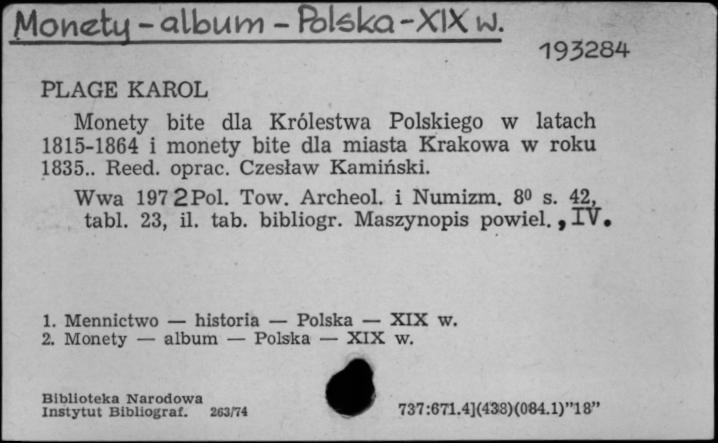 Monety – album – Polska – XIX w.
193284
PLAGE KAROL
Monety bite dla Królestwa Polskiego w latach
1815-1864 i monety bite dla miasta Krakowa w roku
1835.. Reed. oprac. Czesław Kamiński.
Wwa 1972 Pol. Tow. Archeol. i Numizm. 8⁰ s. 42,
tabl. 23, il. tab. bibliogr. Maszynopis powiel. , IV.
1. Mennictwo — historia — Polska — XIX w.
2. Monety — album — Polska — XIX w.
Biblioteka Narodowa
Instytut Bibliograf. 263/74
737:671.4](438)(084.1)”18”